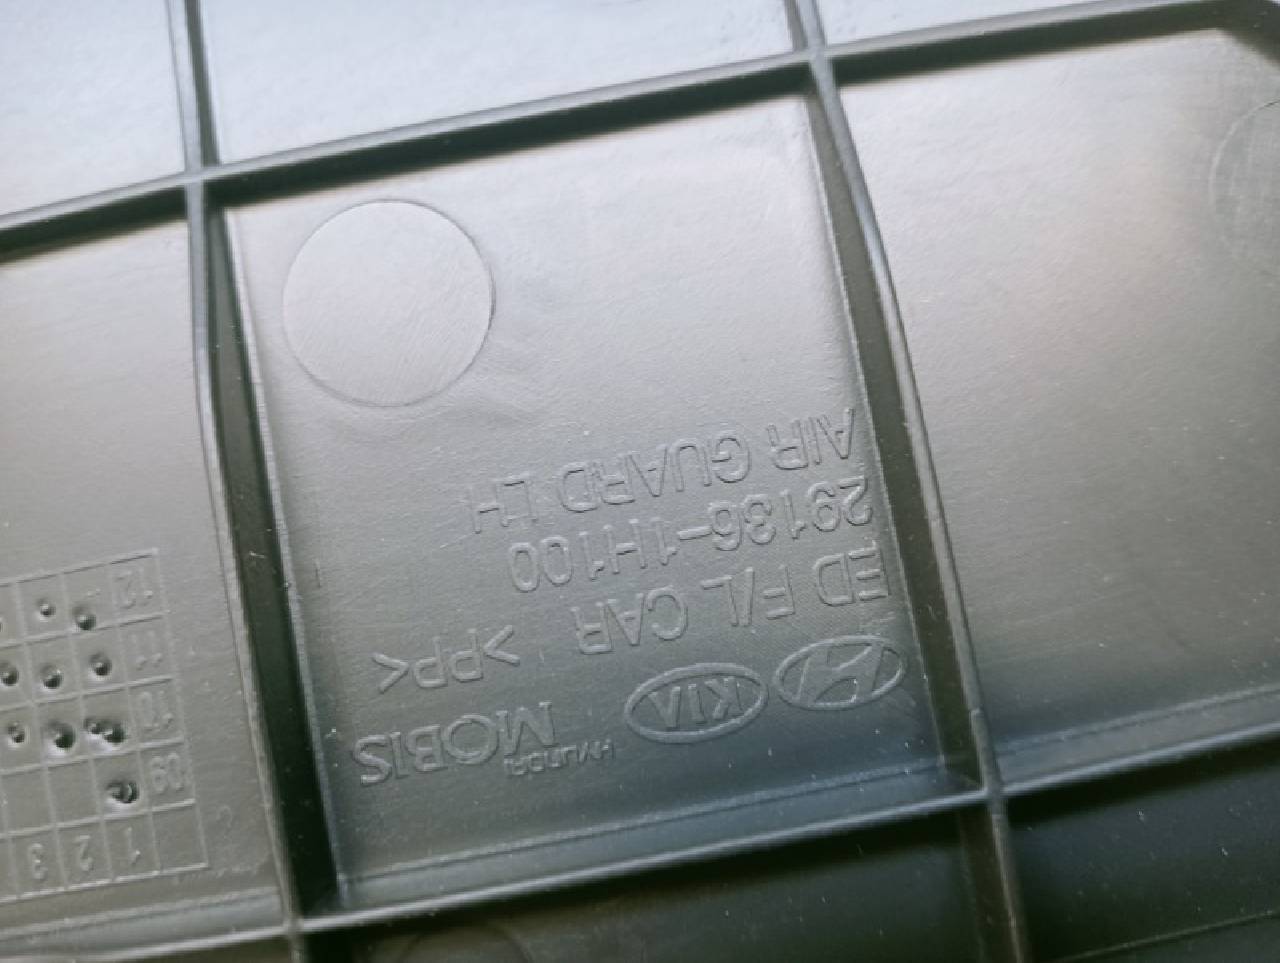 KIA HYUNDAI MOBIS
ED F/L CAR >PP<
29136-1H100
AIR GUARD LH
1 2 3
09
10
11
12